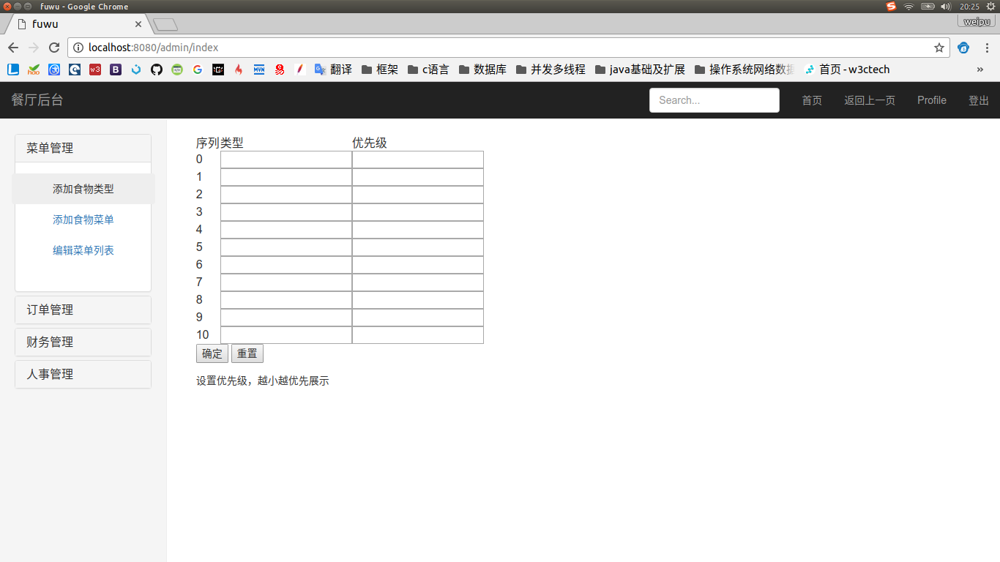 fuwu - Google Chrome
20:25
fuwu
weipu
localhost:8080/admin/index
翻译 框架 c语言 数据库 并发多线程 java基础及扩展 操作系统网络数据 首页 - w3ctech »
餐厅后台 Search... 首页 返回上一页 Profile 登出
菜单管理
添加食物类型
添加食物菜单
编辑菜单列表
订单管理
财务管理
人事管理
序列 类型 优先级
0
1
2
3
4
5
6
7
8
9
10
确定 重置
设置优先级，越小越优先展示